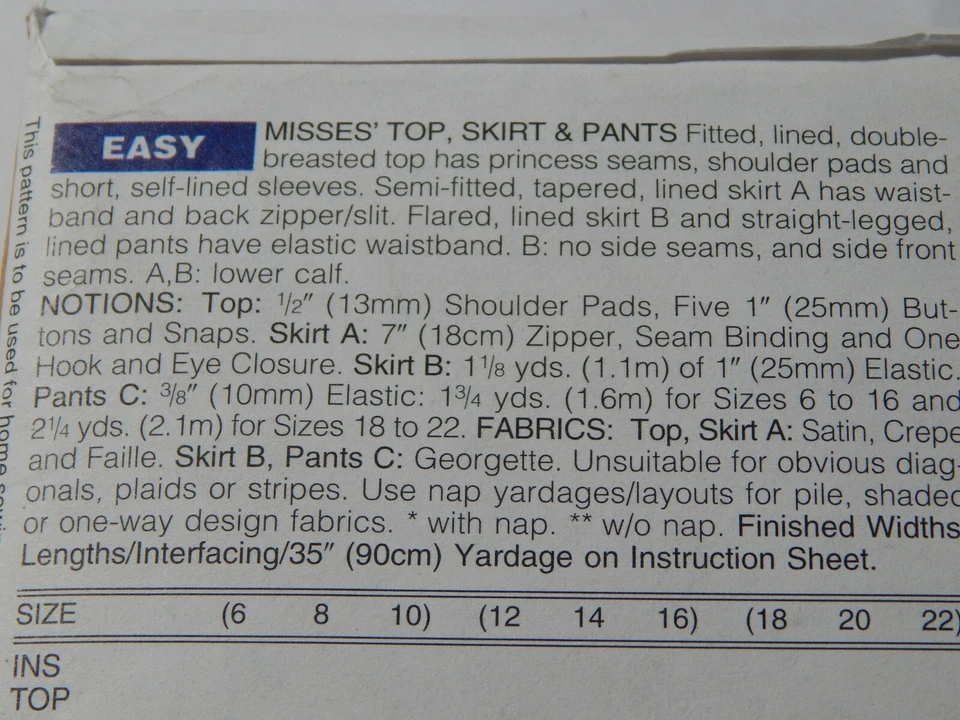 EASY MISSES' TOP, SKIRT & PANTS Fitted, lined, double-
breasted top has princess seams, shoulder pads and
short, self-lined sleeves. Semi-fitted, tapered, lined skirt A has waist-
band and back zipper/slit. Flared, lined skirt B and straight-legged,
lined pants have elastic waistband. B: no side seams, and side front
seams. A,B: lower calf.
NOTIONS: Top: 1/2" (13mm) Shoulder Pads, Five 1" (25mm) But-
tons and Snaps. Skirt A: 7" (18cm) Zipper, Seam Binding and One
Hook and Eye Closure. Skirt B: 1 1/8 yds. (1.1m) of 1" (25mm) Elastic.
Pants C: 3/8" (10mm) Elastic: 1 3/4 yds. (1.6m) for Sizes 6 to 16 and
2 1/4 yds. (2.1m) for Sizes 18 to 22. FABRICS: Top, Skirt A: Satin, Crepe
and Faille. Skirt B, Pants C: Georgette. Unsuitable for obvious diag-
onals, plaids or stripes. Use nap yardages/layouts for pile, shaded
or one-way design fabrics. * with nap. ** w/o nap. Finished Widths
Lengths/Interfacing/35" (90cm) Yardage on Instruction Sheet.
SIZE (6 8 10) (12 14 16) (18 20 22)
INS
TOP
This pattern is to be used for home